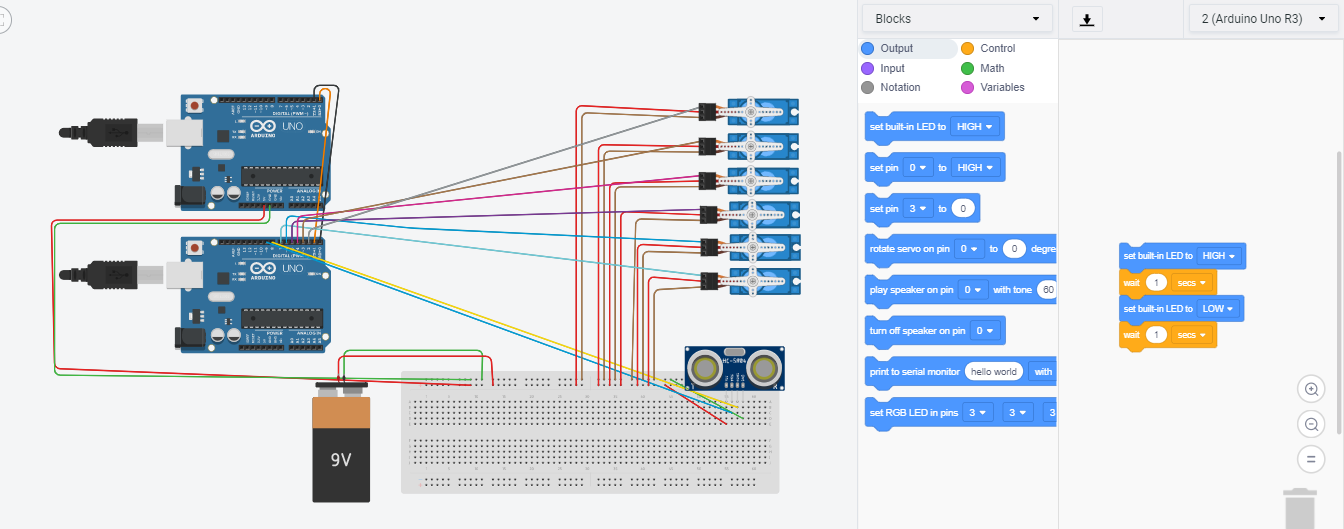 Blocks
2 (Arduino Uno R3)
Output
Control
Input
Math
Notation
Variables
set built-in LED to HIGH
set pin 0 to HIGH
set pin 3 to 0
rotate servo on pin 0 to 0 degre
play speaker on pin 0 with tone 60
turn off speaker on pin 0
print to serial monitor hello world with
set RGB LED in pins 3 3 3
set built-in LED to HIGH
wait 1 secs
set built-in LED to LOW
wait 1 secs
UNO
ARDUINO
UNO
ARDUINO
HC-SR04
9V